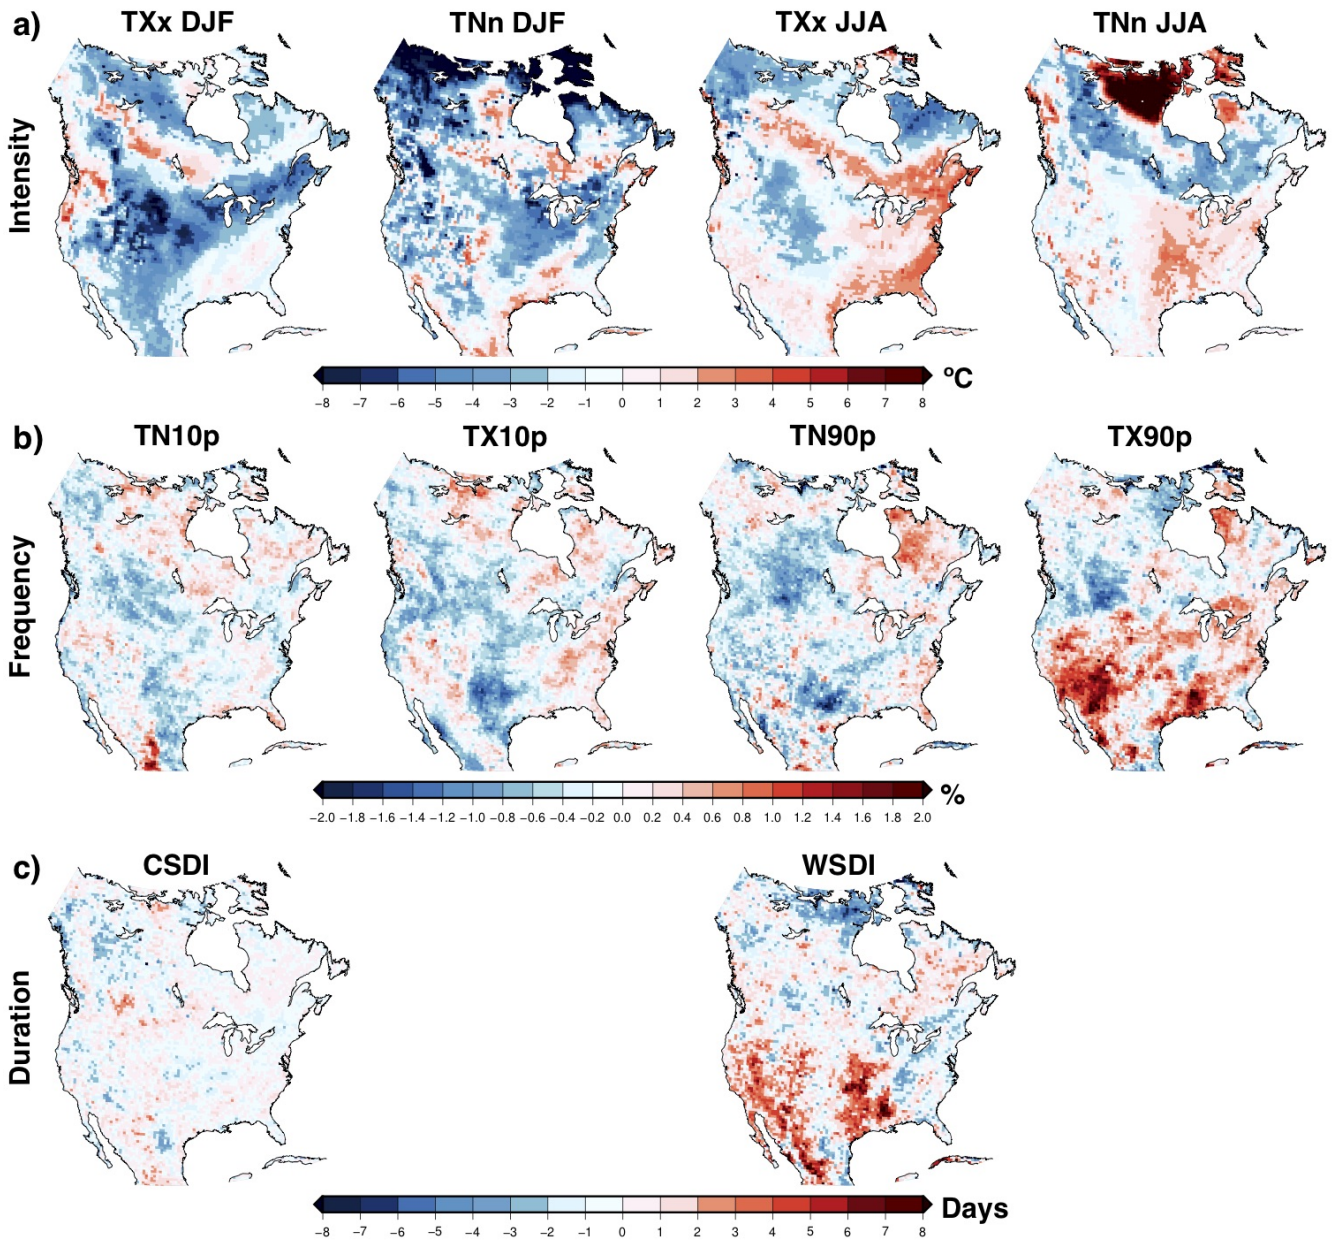 a)
TXx DJF
TNn DJF
TXx JJA
TNn JJA
Intensity
−8 −7 −6 −5 −4 −3 −2 −1 0 1 2 3 4 5 6 7 8
ºC
b)
TN10p
TX10p
TN90p
TX90p
Frequency
−2.0 −1.8 −1.6 −1.4 −1.2 −1.0 −0.8 −0.6 −0.4 −0.2 0.0 0.2 0.4 0.6 0.8 1.0 1.2 1.4 1.6 1.8 2.0
%
c)
CSDI
WSDI
Duration
−8 −7 −6 −5 −4 −3 −2 −1 0 1 2 3 4 5 6 7 8
Days